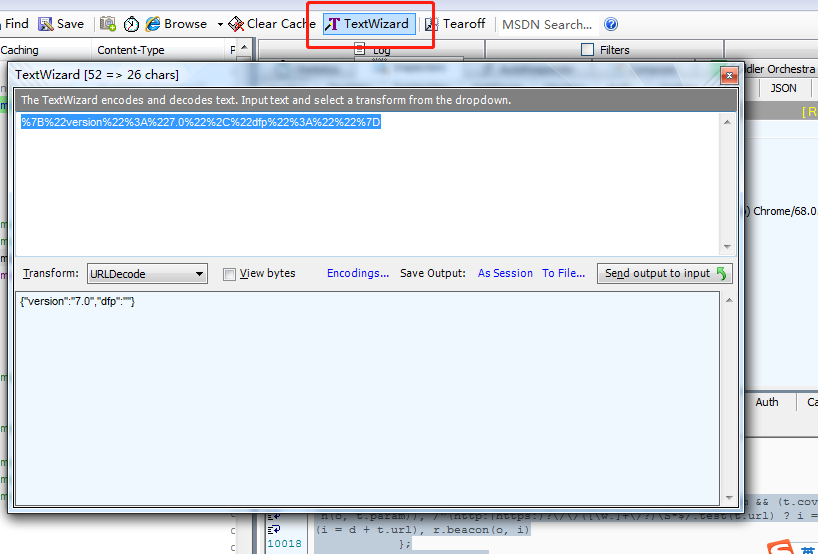 Find Save Browse Clear Cache TextWizard Tearoff MSDN Search...
Caching Content-Type P Log Filters
TextWizard [52 => 26 chars]
dler Orchestra
The TextWizard encodes and decodes text. Input text and select a transform from the dropdown.
JSON
[R
%7B%22version%22%3A%227.0%22%2C%22dfp%22%3A%22%22%7D
) Chrome/68.0
Transform: URLDecode View bytes Encodings... Save Output: As Session To File... Send output to input
{"version":"7.0","dfp":""}
Auth Ca
&& (t.cov
n(o, t.param)), /^(http:|https:)?\/\/([\w.]+\/?)\S*$/.test(t.url) ? i =
(i = d + t.url), r.beacon(o, i)
10018 };
英